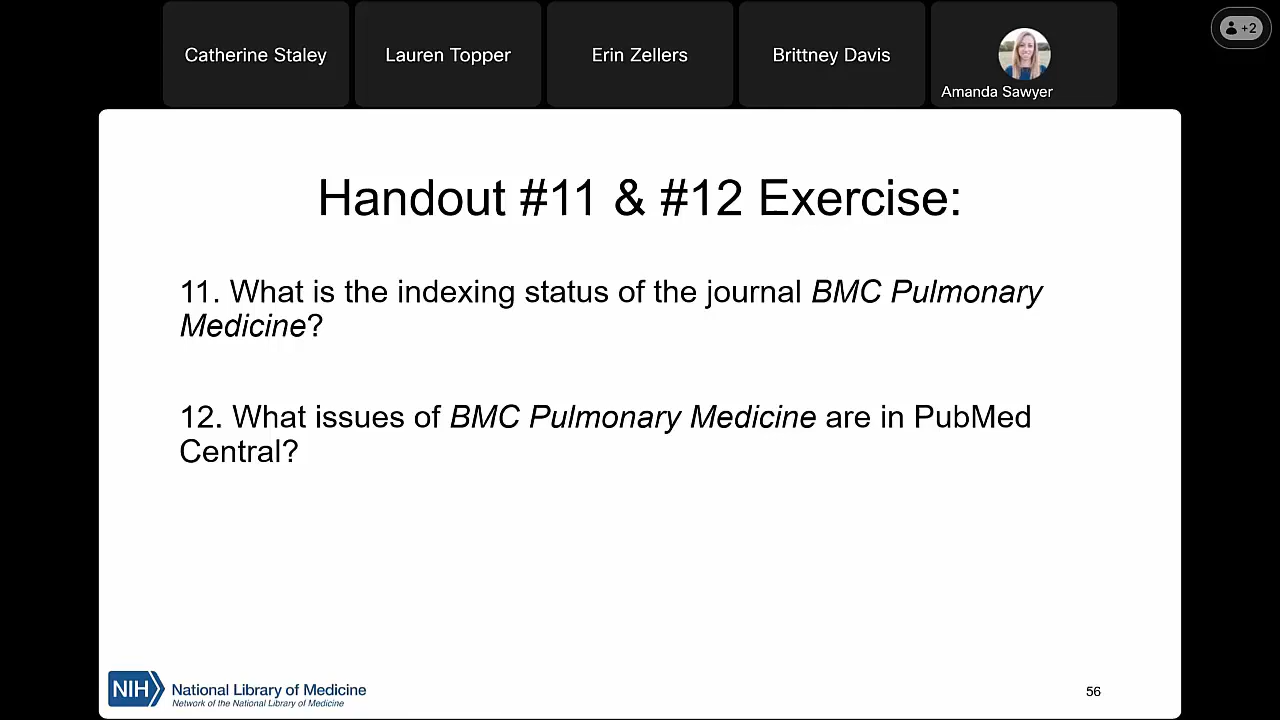 Catherine Staley
Lauren Topper
Erin Zellers
Brittney Davis
Amanda Sawyer
+2
Handout #11 & #12 Exercise:
11. What is the indexing status of the journal BMC Pulmonary
Medicine?
12. What issues of BMC Pulmonary Medicine are in PubMed
Central?
NIH
National Library of Medicine
Network of the National Library of Medicine
56